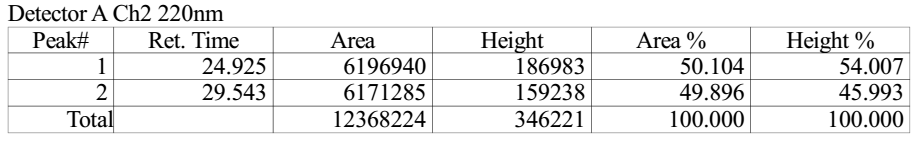 Detector A Ch2 220nm
Peak# Ret. Time Area Height Area % Height %
1 24.925 6196940 186983 50.104 54.007
2 29.543 6171285 159238 49.896 45.993
Total 12368224 346221 100.000 100.000